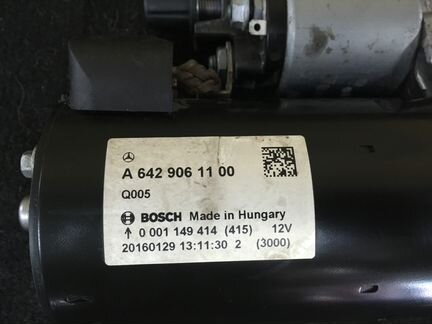 A 642 906 11 00
Q005
BOSCH Made in Hungary
↑ 0 001 149 414 (415) 12V
20160129 13:11:30 2 (3000)